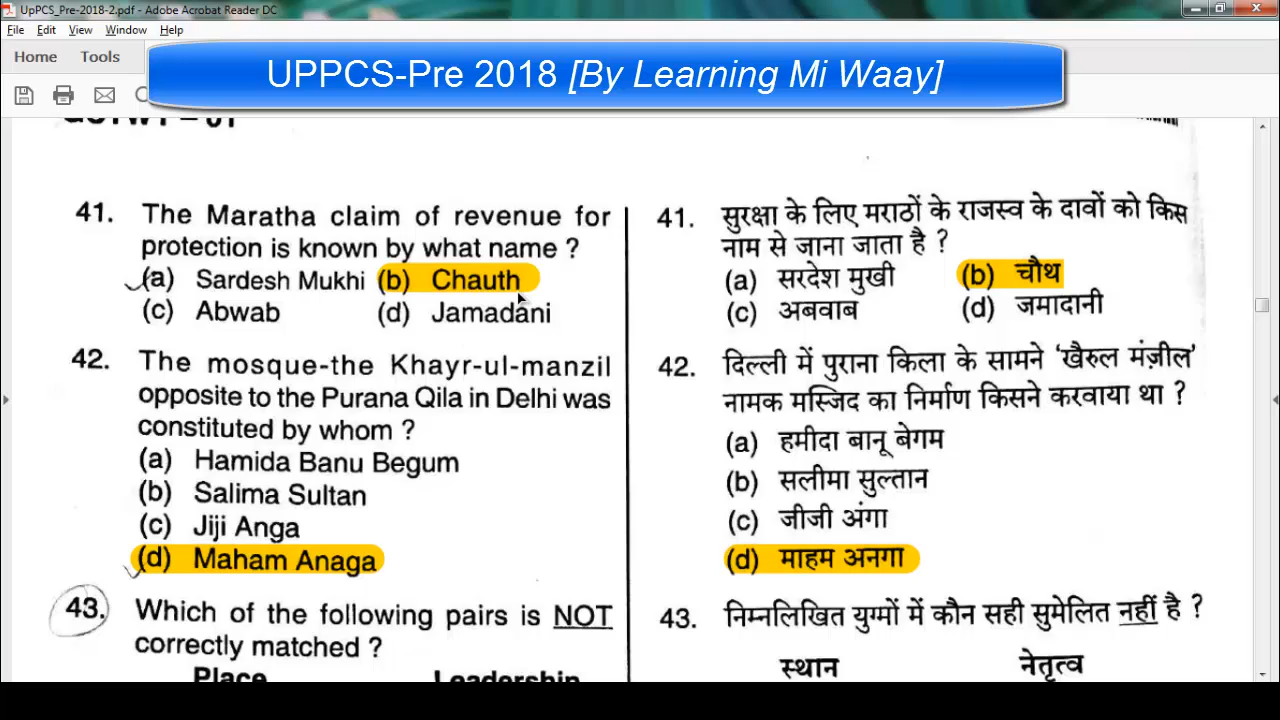 UpPCS_Pre-2018-2.pdf - Adobe Acrobat Reader DC
File Edit View Window Help
Home Tools
UPPCS-Pre 2018 [By Learning Mi Waay]
41. The Maratha claim of revenue for
protection is known by what name ?
(a) Sardesh Mukhi (b) Chauth
(c) Abwab (d) Jamadani
42. The mosque-the Khayr-ul-manzil
opposite to the Purana Qila in Delhi was
constituted by whom ?
(a) Hamida Banu Begum
(b) Salima Sultan
(c) Jiji Anga
(d) Maham Anaga
43. Which of the following pairs is NOT
correctly matched ?
Place Leadership
41. सुरक्षा के लिए मराठों के राजस्व के दावों को किस
नाम से जाना जाता है ?
(a) सरदेश मुखी (b) चौथ
(c) अबवाब (d) जमादानी
42. दिल्ली में पुराना किला के सामने ‘खैरुल मंज़ील’
नामक मस्जिद का निर्माण किसने करवाया था ?
(a) हमीदा बानू बेगम
(b) सलीमा सुल्तान
(c) जीजी अंगा
(d) माहम अनगा
43. निम्नलिखित युग्मों में कौन सही सुमेलित नहीं है ?
स्थान नेतृत्व